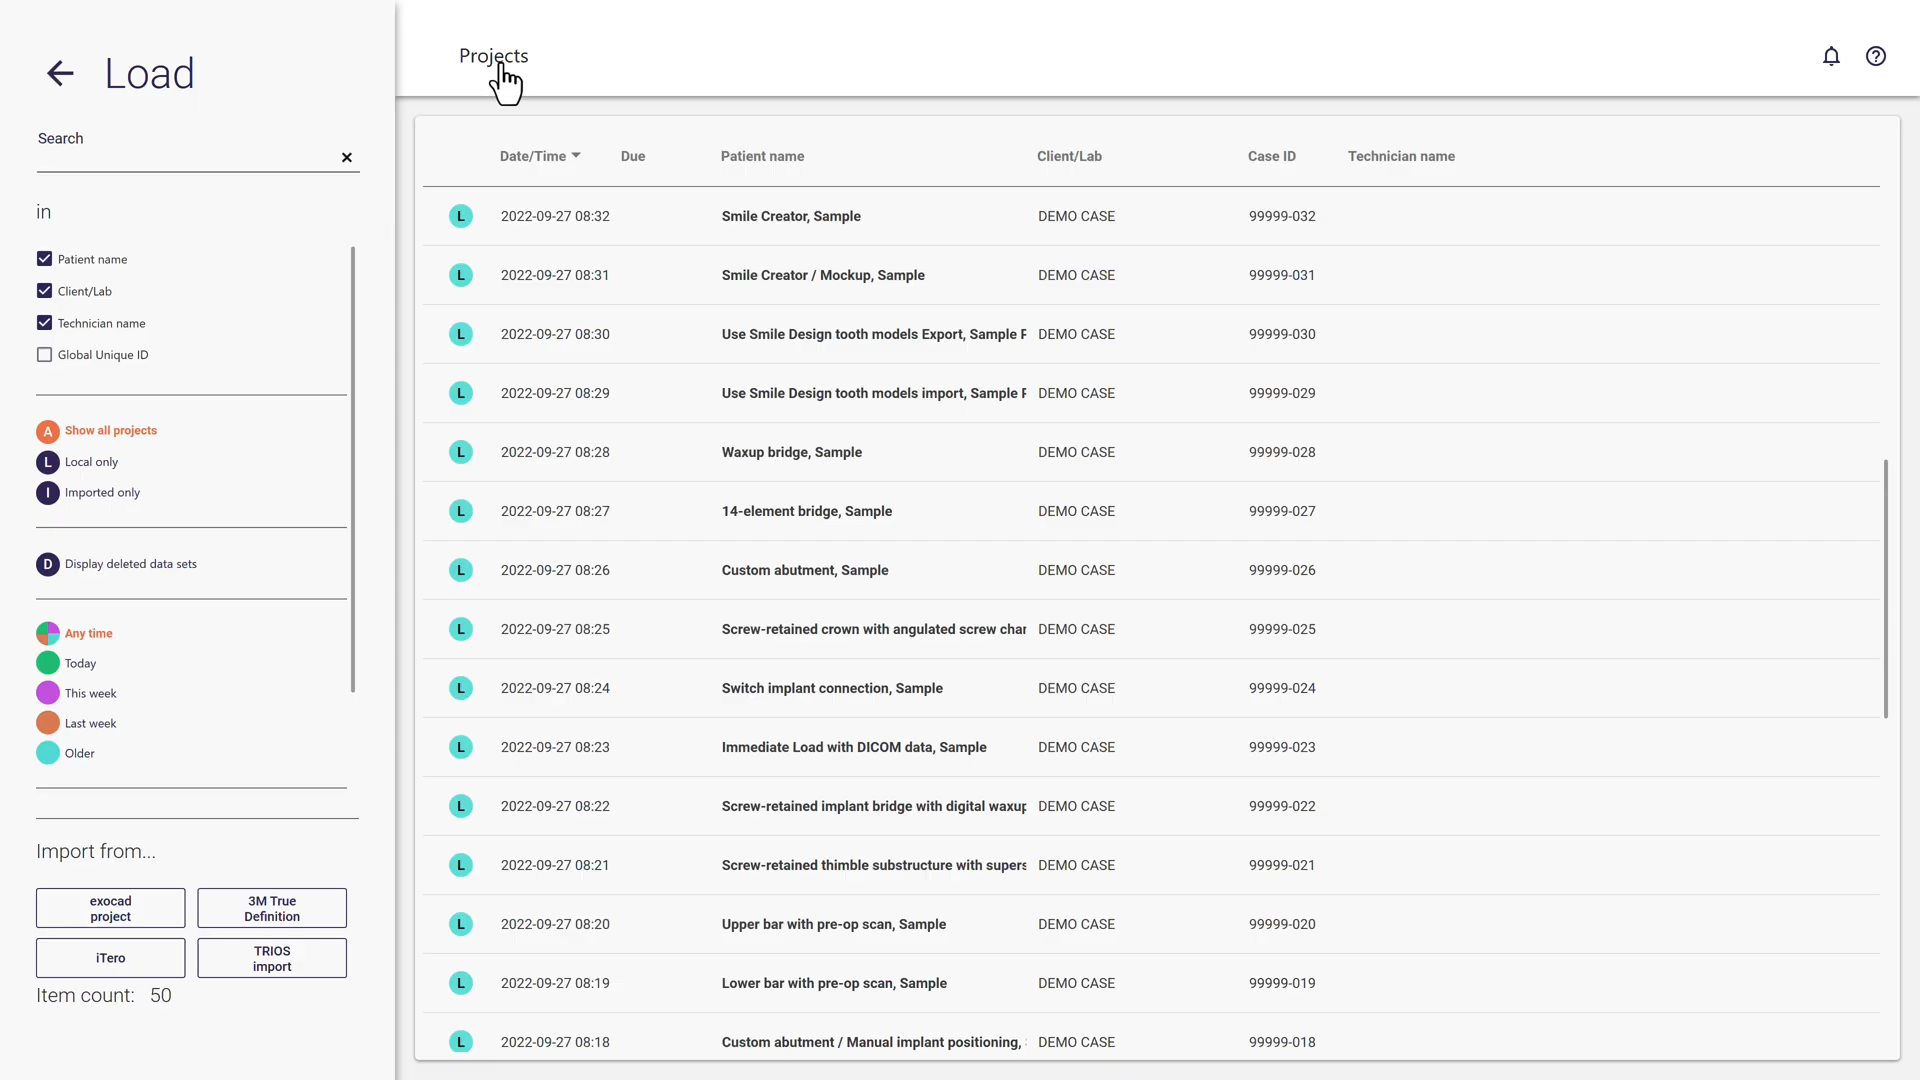 Load
Search
in
Patient name
Client/Lab
Technician name
Global Unique ID
A Show all projects
L Local only
I Imported only
D Display deleted data sets
Any time
Today
This week
Last week
Older
Import from...
exocad
project
3M True
Definition
iTero
TRIOS
import
Item count: 50
Projects
Date/Time Due Patient name Client/Lab Case ID Technician name
L 2022-09-27 08:32 Smile Creator, Sample DEMO CASE 99999-032
L 2022-09-27 08:31 Smile Creator / Mockup, Sample DEMO CASE 99999-031
L 2022-09-27 08:30 Use Smile Design tooth models Export, Sample DEMO CASE 99999-030
L 2022-09-27 08:29 Use Smile Design tooth models import, Sample DEMO CASE 99999-029
L 2022-09-27 08:28 Waxup bridge, Sample DEMO CASE 99999-028
L 2022-09-27 08:27 14-element bridge, Sample DEMO CASE 99999-027
L 2022-09-27 08:26 Custom abutment, Sample DEMO CASE 99999-026
L 2022-09-27 08:25 Screw-retained crown with angulated screw DEMO CASE 99999-025
L 2022-09-27 08:24 Switch implant connection, Sample DEMO CASE 99999-024
L 2022-09-27 08:23 Immediate Load with DICOM data, Sample DEMO CASE 99999-023
L 2022-09-27 08:22 Screw-retained implant bridge with digital waxup DEMO CASE 99999-022
L 2022-09-27 08:21 Screw-retained thimble substructure with supers DEMO CASE 99999-021
L 2022-09-27 08:20 Upper bar with pre-op scan, Sample DEMO CASE 99999-020
L 2022-09-27 08:19 Lower bar with pre-op scan, Sample DEMO CASE 99999-019
L 2022-09-27 08:18 Custom abutment / Manual implant positioning, DEMO CASE 99999-018